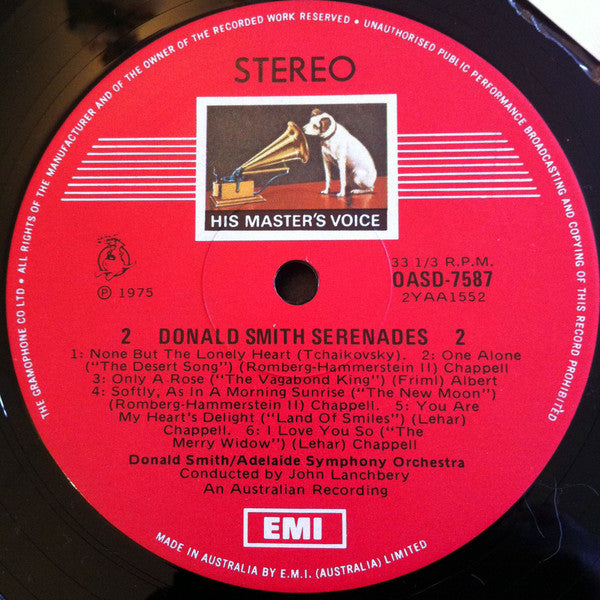 THE GRAMOPHONE CO LTD • ALL RIGHTS OF THE MANUFACTURER AND OF THE OWNER OF THE RECORDED WORK RESERVED • UNAUTHORISED PUBLIC PERFORMANCE BROADCASTING AND COPYING OF THIS RECORD PROHIBITED
STEREO
HIS MASTER'S VOICE
℗ 1975
33 1/3 R.P.M.
OASD-7587
2YAA1552
2 DONALD SMITH SERENADES 2
1: None But The Lonely Heart (Tchaikovsky). 2: One Alone
("The Desert Song") (Romberg-Hammerstein II) Chappell
3: Only A Rose ("The Vagabond King") (Friml) Albert
4: Softly, As In A Morning Sunrise ("The New Moon")
(Romberg-Hammerstein II) Chappell. 5: You Are
My Heart's Delight ("Land Of Smiles") (Lehar)
Chappell. 6: I Love You So ("The
Merry Widow") (Lehar) Chappell
Donald Smith/Adelaide Symphony Orchestra
Conducted by John Lanchbery
An Australian Recording
EMI
MADE IN AUSTRALIA BY E.M.I. (AUSTRALIA) LIMITED